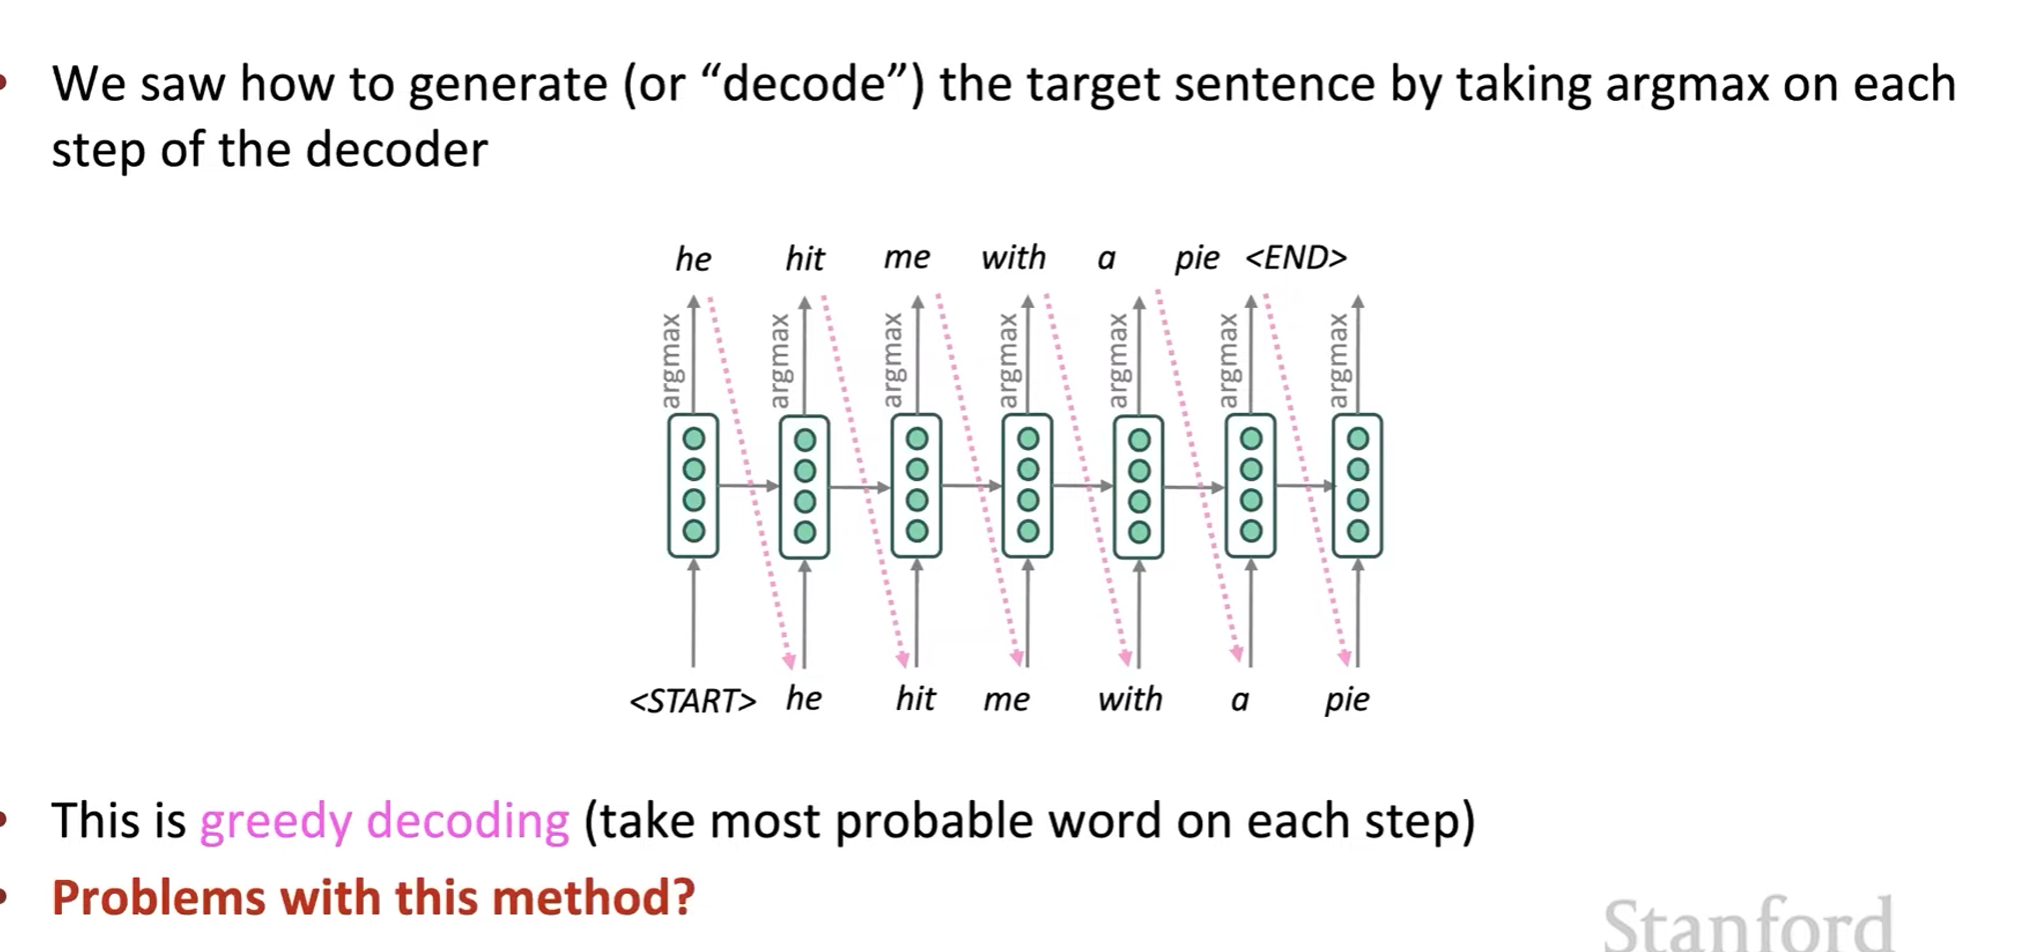 • We saw how to generate (or “decode”) the target sentence by taking argmax on each
step of the decoder
he hit me with a pie <END>
argmax argmax argmax argmax argmax argmax argmax
<START> he hit me with a pie
• This is greedy decoding (take most probable word on each step)
• Problems with this method?
Stanford